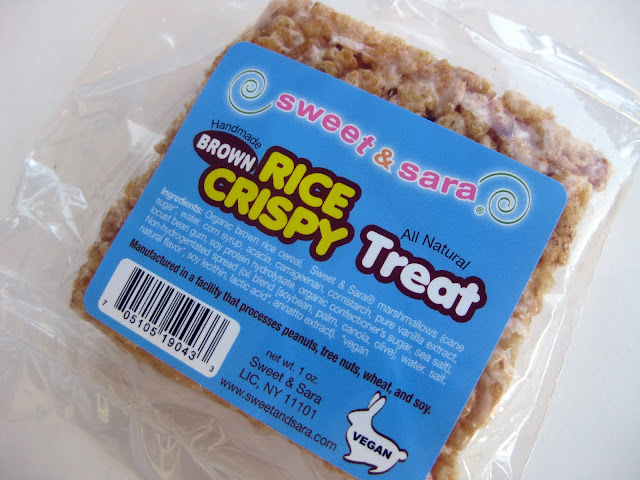 sweet & sara ®
Handmade
BROWN RICE
CRISPY
All Natural
Treat
Ingredients: Organic brown rice cereal, Sweet & Sara® marshmallows (cane
sugar, water, corn syrup, acacia, carrageenan, cornstarch, pure vanilla extract,
locust bean gum, soy protein hydrolysate, organic confectioner's sugar, sea salt),
Non-hydrogentated spread (oil blend [soybean, palm, canola, olive), water, salt,
natural flavor, soy lecithin, lactic acid*, annatto extract). *vegan
Manufactured in a facility that processes peanuts, tree nuts, wheat, and soy.
7 05105 19043 3
net wt. 1 oz.
Sweet & Sara
LIC, NY 11101
www.sweetandsara.com
VEGAN